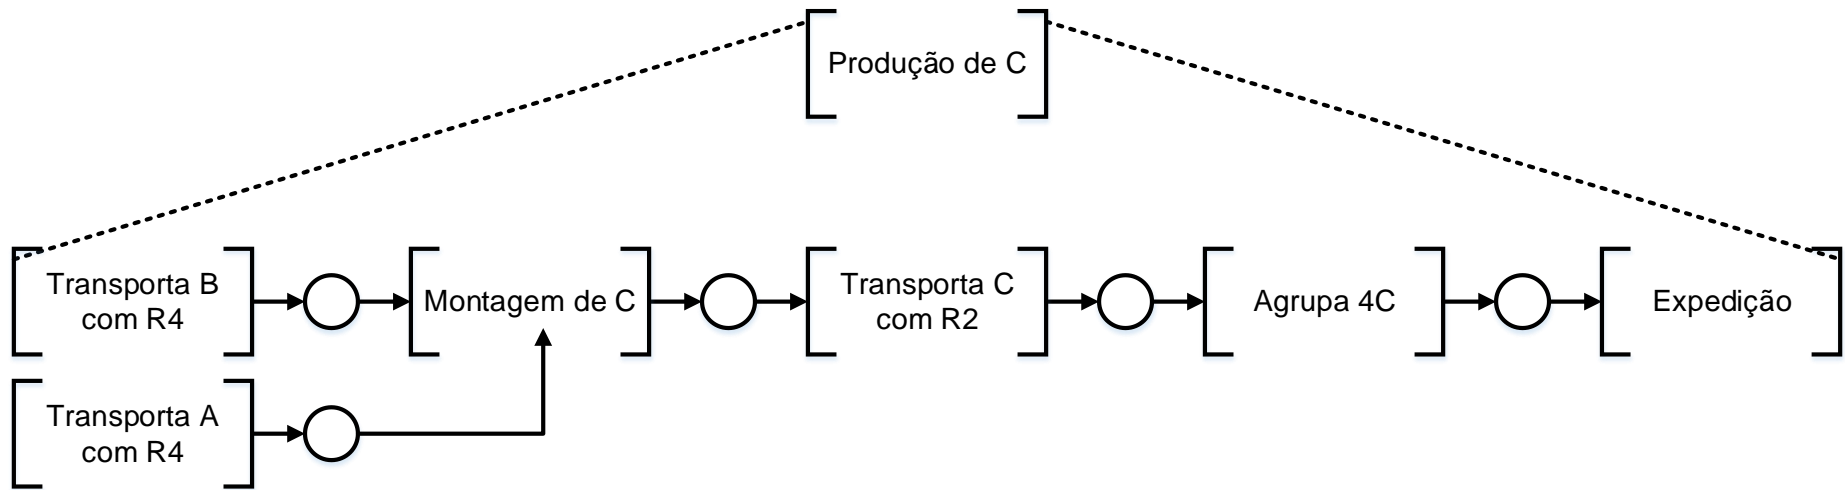 Produção de C
Transporta B
com R4
Montagem de C
Transporta C
com R2
Agrupa 4C
Expedição
Transporta A
com R4